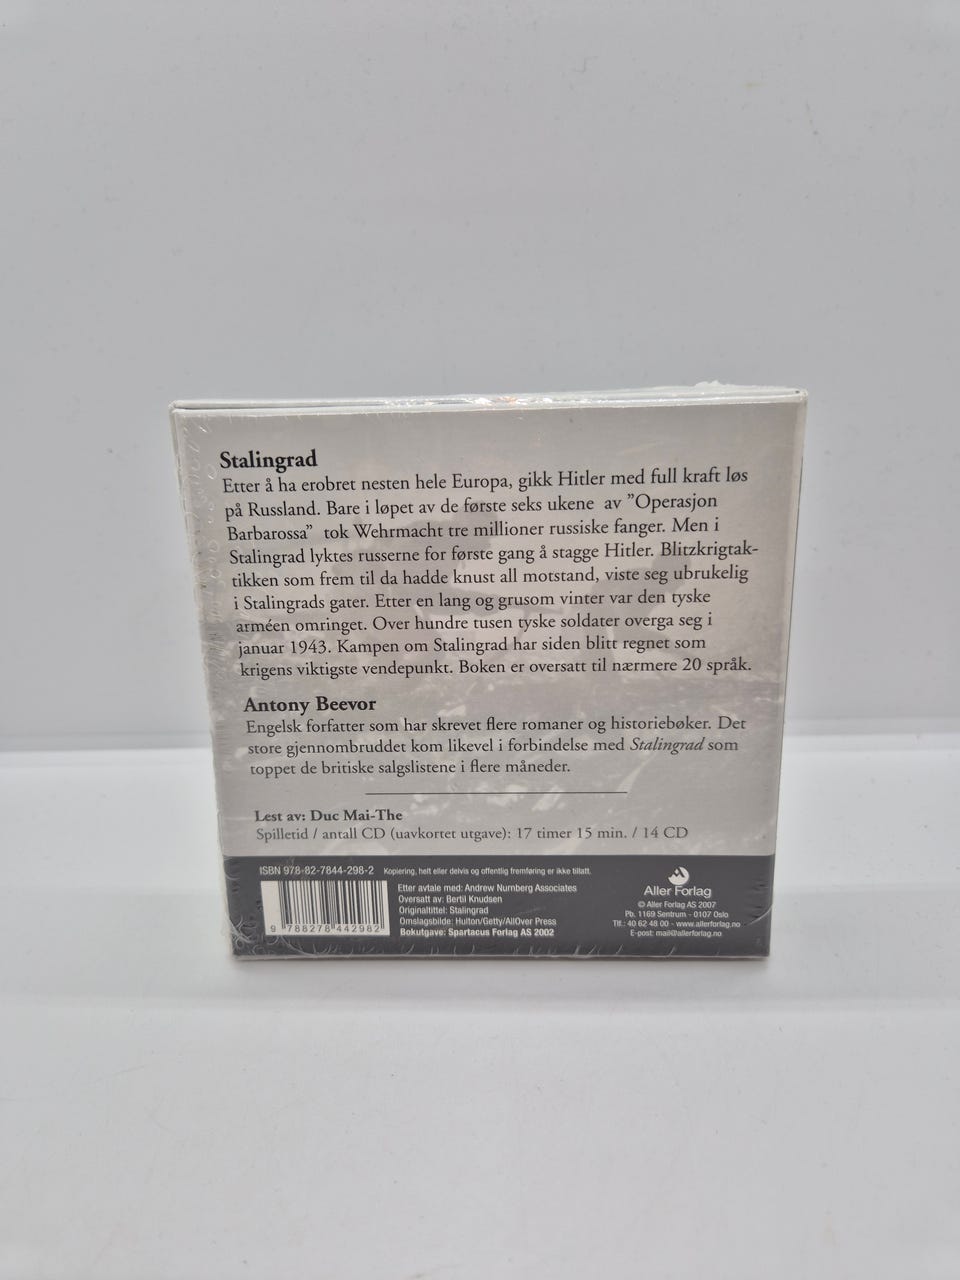 Stalingrad
Etter å ha erobret nesten hele Europa, gikk Hitler med full kraft løs
på Russland. Bare i løpet av de første seks ukene av ”Operasjon
Barbarossa” tok Wehrmacht tre millioner russiske fanger. Men i
Stalingrad lyktes russerne for første gang å stagge Hitler. Blitzkrigtak-
tikken som frem til da hadde knust all motstand, viste seg ubrukelig
i Stalingrads gater. Etter en lang og grusom vinter var den tyske
arméen omringet. Over hundre tusen tyske soldater overga seg i
januar 1943. Kampen om Stalingrad har siden blitt regnet som
krigens viktigste vendepunkt. Boken er oversatt til nærmere 20 språk.
Antony Beevor
Engelsk forfatter som har skrevet flere romaner og historiebøker. Det
store gjennombruddet kom likevel i forbindelse med Stalingrad som
toppet de britiske salgslistene i flere måneder.
Lest av: Duc Mai-The
Spilletid / antall CD (uavkortet utgave): 17 timer 15 min. / 14 CD
ISBN 978-82-7844-298-2 Kopiering, helt eller delvis og offentlig fremføring er ikke tillatt.
9 788278 442982
Etter avtale med: Andrew Nurnberg Associates
Oversatt av: Bertil Knudsen
Originaltittel: Stalingrad
Omslagsbilde: Hulton/Getty/AllOver Press
Bokutgave: Spartacus Forlag AS 2002
Aller Forlag
© Aller Forlag AS 2007
Pb. 1169 Sentrum - 0107 Oslo
Tlf.: 40 62 48 00 - www.allerforlag.no
E-post: mail@allerforlag.no